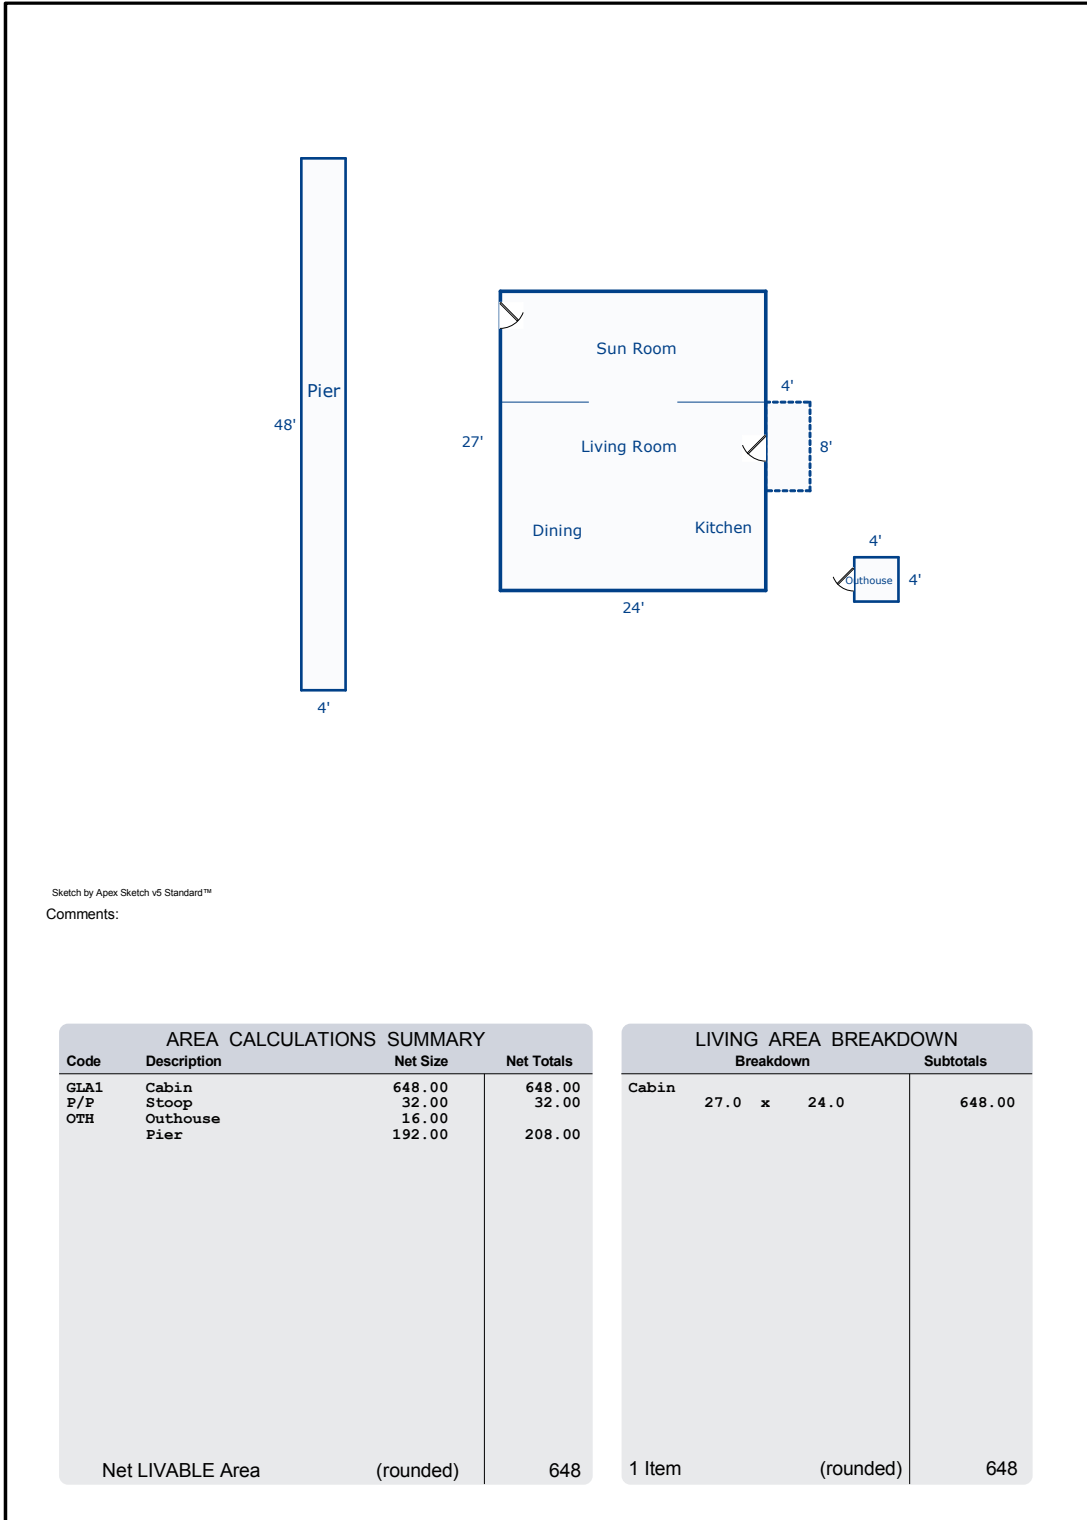 Sun Room
4'
Pier
48'
27'
Living Room
8'
Dining
Kitchen
4'
Outhouse
4'
24'
4'
Sketch by Apex Sketch v5 Standard™
Comments:
AREA CALCULATIONS SUMMARY
Code Description Net Size Net Totals
GLA1 Cabin 648.00 648.00
P/P Stoop 32.00 32.00
OTH Outhouse 16.00
Pier 192.00 208.00
Net LIVABLE Area (rounded) 648
LIVING AREA BREAKDOWN
Breakdown Subtotals
Cabin
27.0 x 24.0 648.00
1 Item (rounded) 648